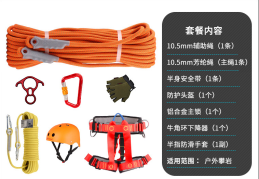 套餐内容
10.5mm辅助绳（1条）
10.5mm芳纶绳（主绳1条）
半身安全带（1条）
防护头盔（1个）
铝合金主锁（1个）
牛角环下降器（1个）
半指防滑手套（1副）
适用范围：户外攀岩